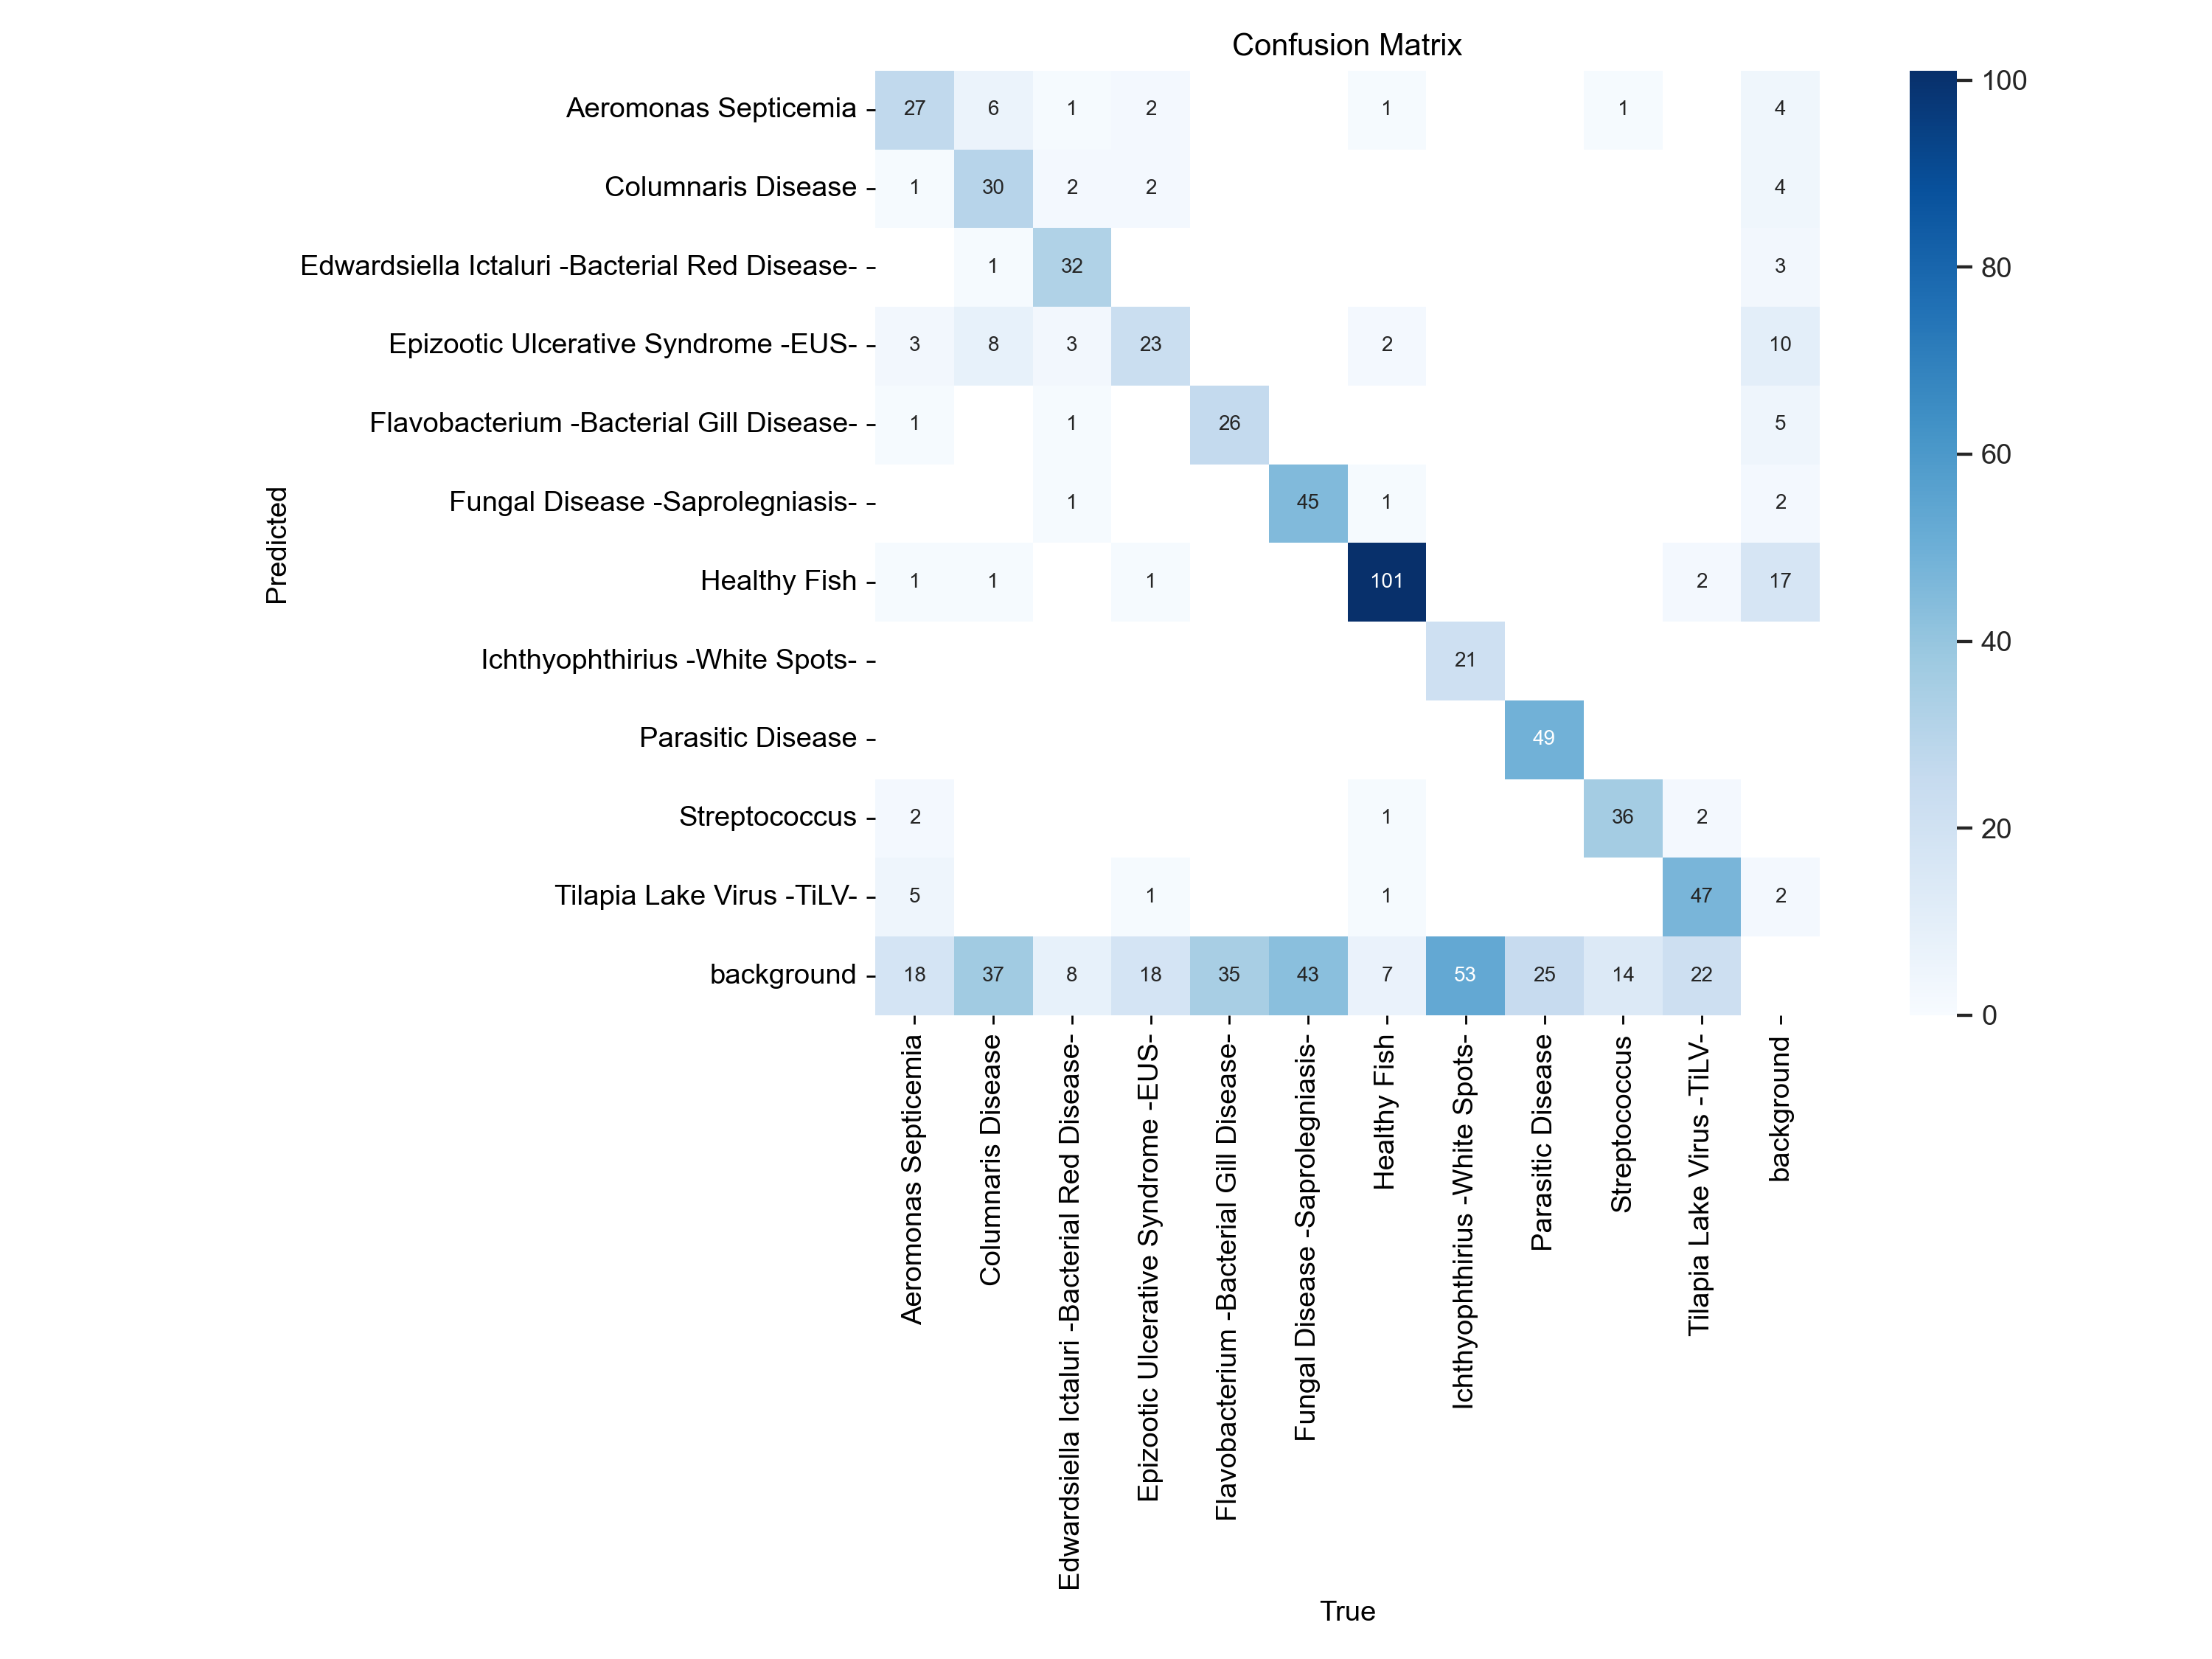 Confusion Matrix
Aeromonas Septicemia 27 6 1 2 1 1 4
Columnaris Disease 1 30 2 2 4
Edwardsiella Ictaluri -Bacterial Red Disease- 1 32 3
Epizootic Ulcerative Syndrome -EUS- 3 8 3 23 2 10
Flavobacterium -Bacterial Gill Disease- 1 1 26 5
Fungal Disease -Saprolegniasis- 1 45 1 2
Healthy Fish 1 1 1 101 2 17
Ichthyophthirius -White Spots- 21
Parasitic Disease 49
Streptococcus 2 1 36 2
Tilapia Lake Virus -TiLV- 5 1 1 47 2
background 18 37 8 18 35 43 7 53 25 14 22
Predicted
Aeromonas Septicemia
Columnaris Disease
Edwardsiella Ictaluri -Bacterial Red Disease-
Epizootic Ulcerative Syndrome -EUS-
Flavobacterium -Bacterial Gill Disease-
Fungal Disease -Saprolegniasis-
Healthy Fish
Ichthyophthirius -White Spots-
Parasitic Disease
Streptococcus
Tilapia Lake Virus -TiLV-
background
True
100
80
60
40
20
0